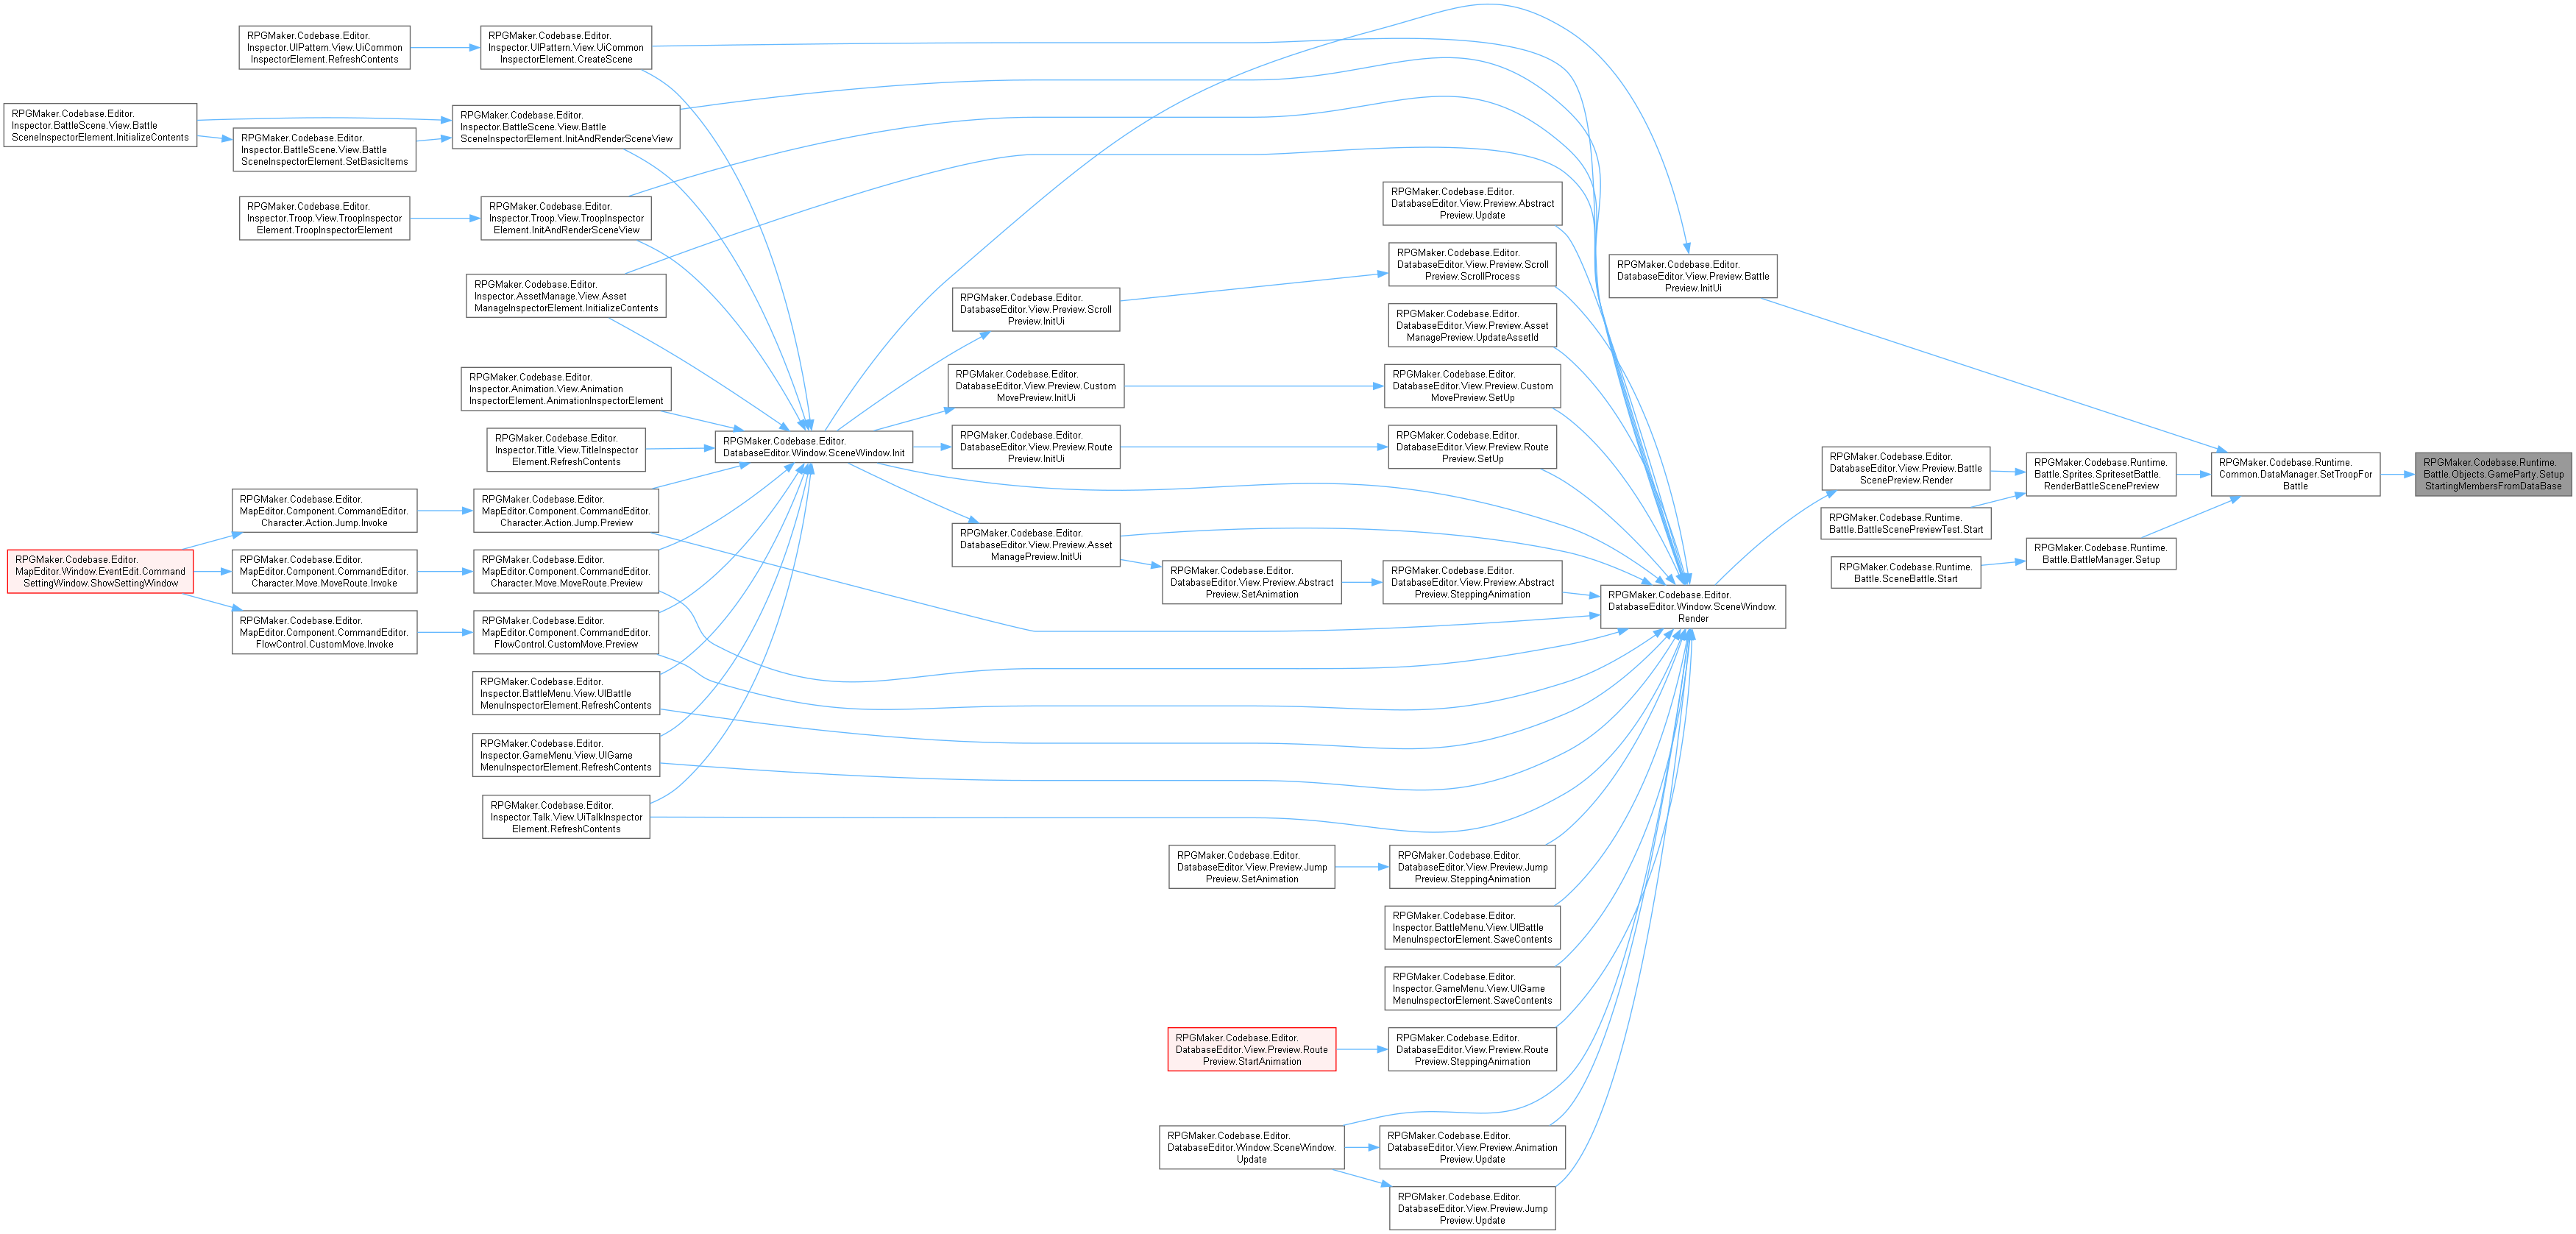 RPGMaker.Codebase.Editor.
Inspector.UIPattern.View.UiCommon
InspectorElement.RefreshContents
RPGMaker.Codebase.Editor.
Inspector.UIPattern.View.UiCommon
InspectorElement.CreateScene
RPGMaker.Codebase.Editor.
Inspector.BattleScene.View.Battle
SceneInspectorElement.InitializeContents
RPGMaker.Codebase.Editor.
Inspector.BattleScene.View.Battle
SceneInspectorElement.SetBasicItems
RPGMaker.Codebase.Editor.
Inspector.BattleScene.View.Battle
SceneInspectorElement.InitAndRenderSceneView
RPGMaker.Codebase.Editor.
Inspector.Troop.View.TroopInspector
Element.TroopInspectorElement
RPGMaker.Codebase.Editor.
Inspector.Troop.View.TroopInspector
Element.InitAndRenderSceneView
RPGMaker.Codebase.Editor.
Inspector.AssetManage.View.Asset
ManageInspectorElement.InitializeContents
RPGMaker.Codebase.Editor.
Inspector.Animation.View.Animation
InspectorElement.AnimationInspectorElement
RPGMaker.Codebase.Editor.
Inspector.Title.View.TitleInspector
Element.RefreshContents
RPGMaker.Codebase.Editor.
MapEditor.Component.CommandEditor.
Character.Action.Jump.Invoke
RPGMaker.Codebase.Editor.
MapEditor.Component.CommandEditor.
Character.Action.Jump.Preview
RPGMaker.Codebase.Editor.
MapEditor.Window.EventEdit.Command
SettingWindow.ShowSettingWindow
RPGMaker.Codebase.Editor.
MapEditor.Component.CommandEditor.
Character.Move.MoveRoute.Invoke
RPGMaker.Codebase.Editor.
MapEditor.Component.CommandEditor.
Character.Move.MoveRoute.Preview
RPGMaker.Codebase.Editor.
MapEditor.Component.CommandEditor.
FlowControl.CustomMove.Invoke
RPGMaker.Codebase.Editor.
MapEditor.Component.CommandEditor.
FlowControl.CustomMove.Preview
RPGMaker.Codebase.Editor.
Inspector.BattleMenu.View.UIBattle
MenuInspectorElement.RefreshContents
RPGMaker.Codebase.Editor.
Inspector.GameMenu.View.UIGame
MenuInspectorElement.RefreshContents
RPGMaker.Codebase.Editor.
Inspector.Talk.View.UiTalkInspector
Element.RefreshContents
RPGMaker.Codebase.Editor.
DatabaseEditor.Window.SceneWindow.Init
RPGMaker.Codebase.Editor.
DatabaseEditor.View.Preview.Scroll
Preview.InitUi
RPGMaker.Codebase.Editor.
DatabaseEditor.View.Preview.Custom
MovePreview.InitUi
RPGMaker.Codebase.Editor.
DatabaseEditor.View.Preview.Route
Preview.InitUi
RPGMaker.Codebase.Editor.
DatabaseEditor.View.Preview.Asset
ManagePreview.InitUi
RPGMaker.Codebase.Editor.
DatabaseEditor.View.Preview.Abstract
Preview.SetAnimation
RPGMaker.Codebase.Editor.
DatabaseEditor.View.Preview.Jump
Preview.SetAnimation
RPGMaker.Codebase.Editor.
DatabaseEditor.View.Preview.Route
Preview.StartAnimation
RPGMaker.Codebase.Editor.
DatabaseEditor.Window.SceneWindow.
Update
RPGMaker.Codebase.Editor.
DatabaseEditor.View.Preview.Abstract
Preview.Update
RPGMaker.Codebase.Editor.
DatabaseEditor.View.Preview.Scroll
Preview.ScrollProcess
RPGMaker.Codebase.Editor.
DatabaseEditor.View.Preview.Asset
ManagePreview.UpdateAssetId
RPGMaker.Codebase.Editor.
DatabaseEditor.View.Preview.Custom
MovePreview.SetUp
RPGMaker.Codebase.Editor.
DatabaseEditor.View.Preview.Route
Preview.SetUp
RPGMaker.Codebase.Editor.
DatabaseEditor.View.Preview.Abstract
Preview.SteppingAnimation
RPGMaker.Codebase.Editor.
DatabaseEditor.View.Preview.Jump
Preview.SteppingAnimation
RPGMaker.Codebase.Editor.
Inspector.BattleMenu.View.UIBattle
MenuInspectorElement.SaveContents
RPGMaker.Codebase.Editor.
Inspector.GameMenu.View.UIGame
MenuInspectorElement.SaveContents
RPGMaker.Codebase.Editor.
DatabaseEditor.View.Preview.Route
Preview.SteppingAnimation
RPGMaker.Codebase.Editor.
DatabaseEditor.View.Preview.Animation
Preview.Update
RPGMaker.Codebase.Editor.
DatabaseEditor.View.Preview.Jump
Preview.Update
RPGMaker.Codebase.Editor.
DatabaseEditor.View.Preview.Battle
Preview.InitUi
RPGMaker.Codebase.Editor.
DatabaseEditor.Window.SceneWindow.
Render
RPGMaker.Codebase.Editor.
DatabaseEditor.View.Preview.Battle
ScenePreview.Render
RPGMaker.Codebase.Runtime.
Battle.BattleScenePreviewTest.Start
RPGMaker.Codebase.Runtime.
Battle.SceneBattle.Start
RPGMaker.Codebase.Runtime.
Battle.Sprites.SpritesetBattle.
RenderBattleScenePreview
RPGMaker.Codebase.Runtime.
Battle.BattleManager.Setup
RPGMaker.Codebase.Runtime.
Common.DataManager.SetTroopFor
Battle
RPGMaker.Codebase.Runtime.
Battle.Objects.GameParty.Setup
StartingMembersFromDataBase